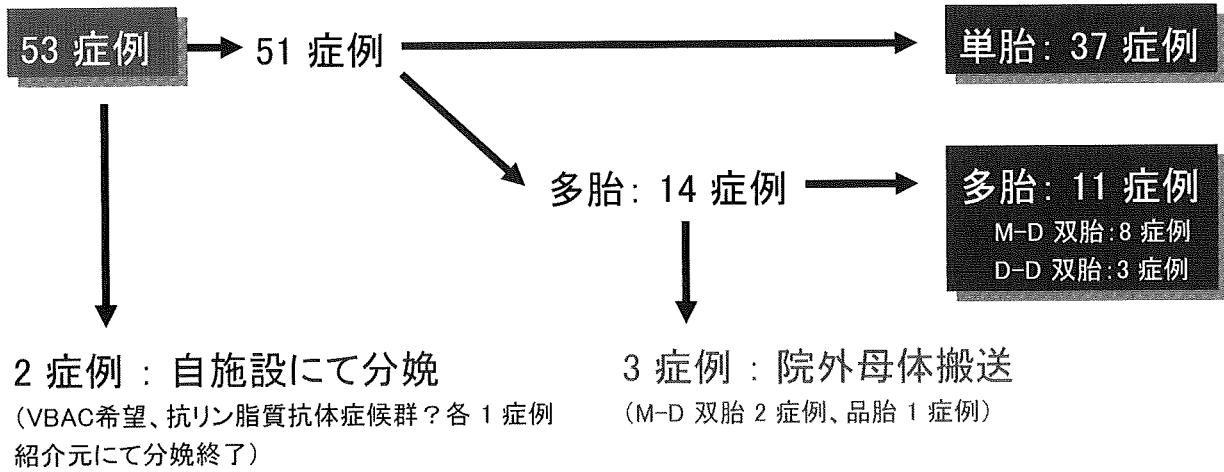 53 症例
51 症例
単胎: 37 症例
多胎: 14 症例
多胎: 11 症例
M-D 双胎:8 症例
D-D 双胎:3 症例
2 症例 : 自施設にて分娩
(VBAC希望、抗リン脂質抗体症候群?各 1 症例
紹介元にて分娩終了)
3 症例 : 院外母体搬送
(M-D 双胎 2 症例、品胎 1 症例)